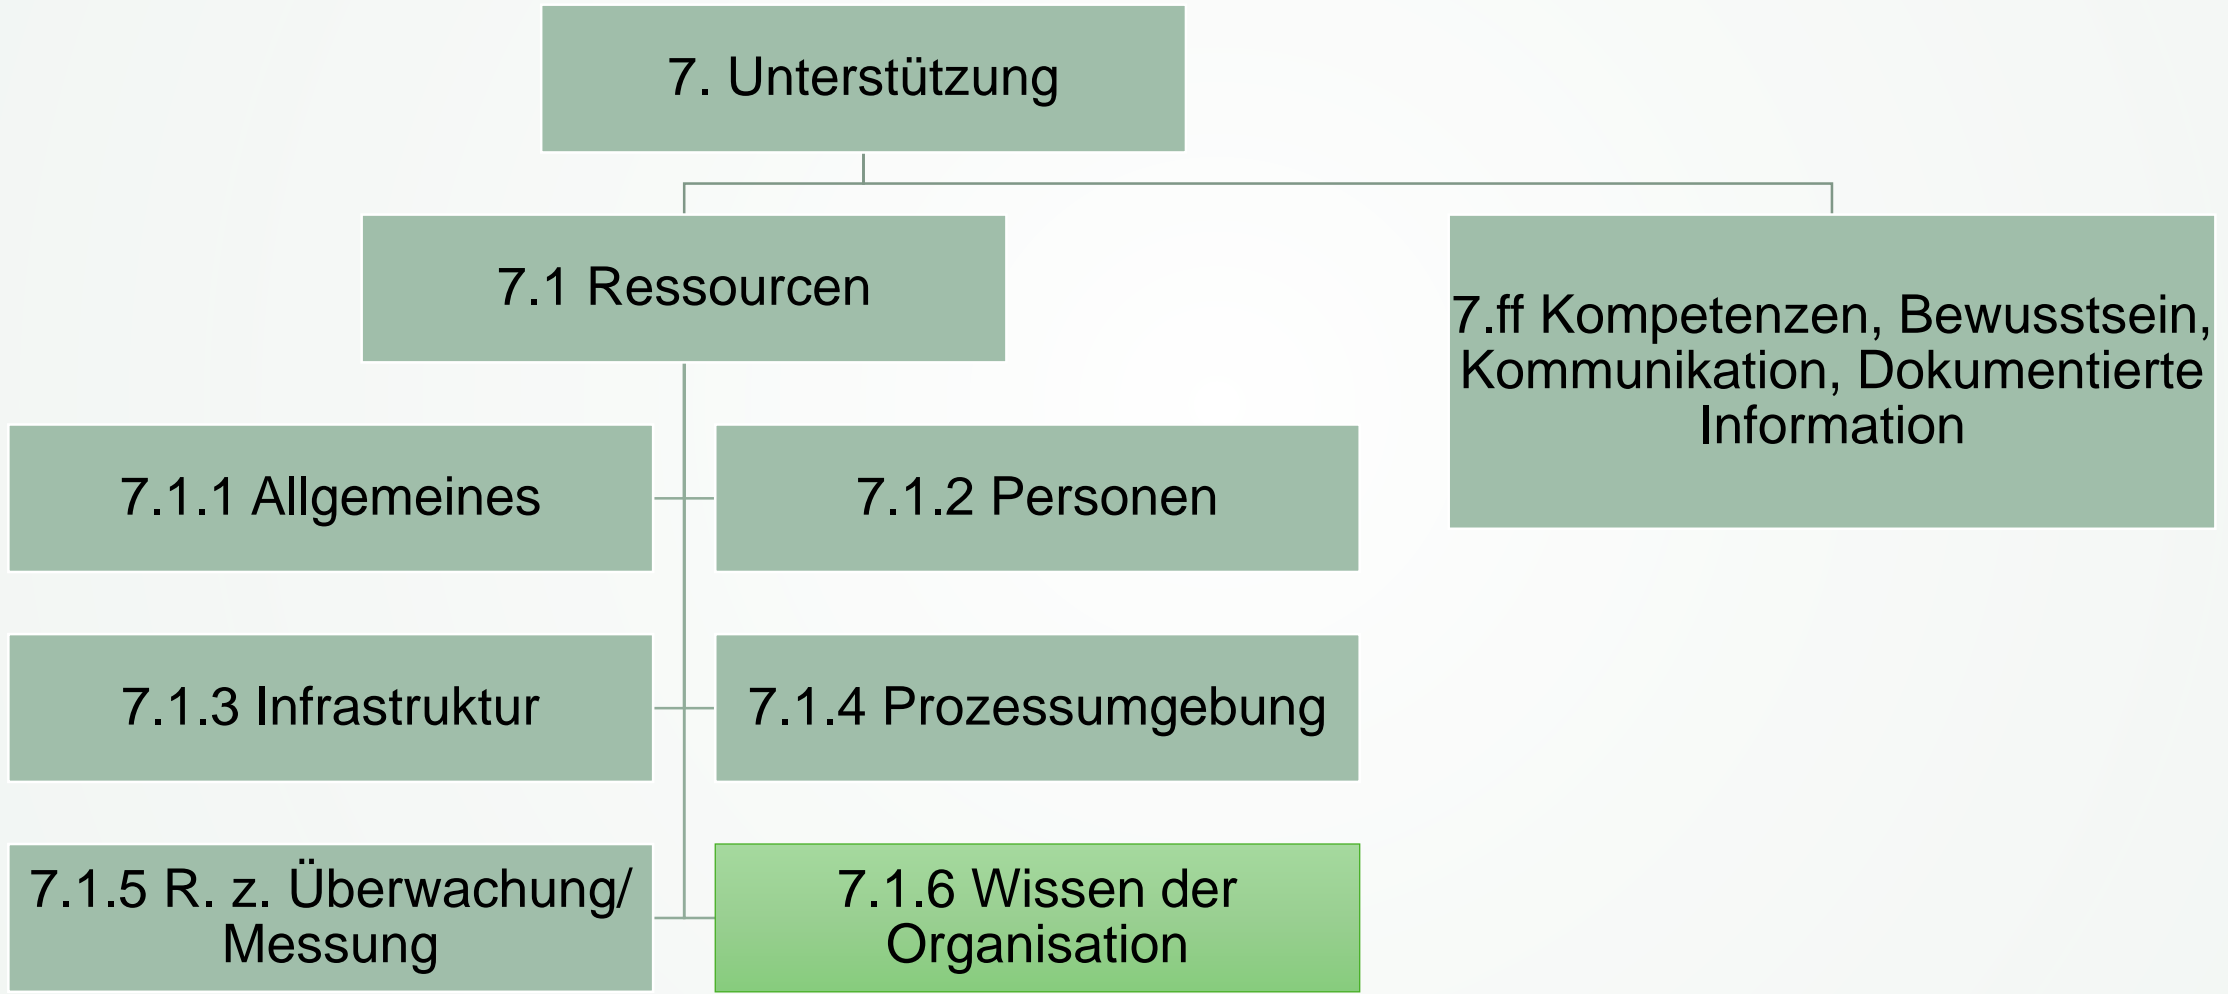 7. Unterstützung
7.1 Ressourcen
7.ff Kompetenzen, Bewusstsein,
Kommunikation, Dokumentierte
Information
7.1.1 Allgemeines
7.1.2 Personen
7.1.3 Infrastruktur
7.1.4 Prozessumgebung
7.1.5 R. z. Überwachung/
Messung
7.1.6 Wissen der
Organisation